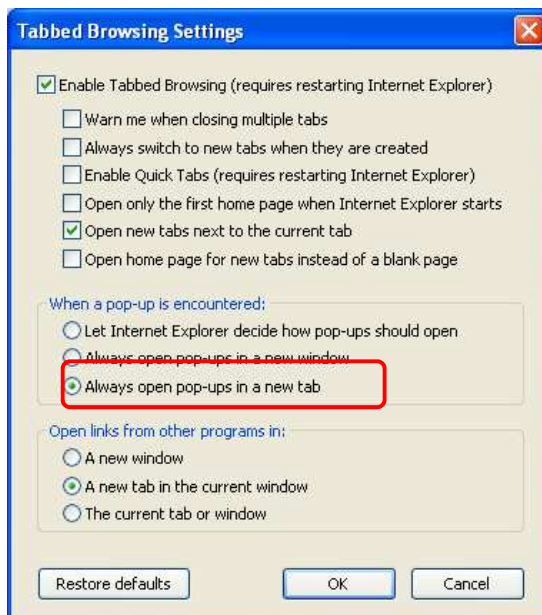 Tabbed Browsing Settings
Enable Tabbed Browsing (requires restarting Internet Explorer)
Warn me when closing multiple tabs
Always switch to new tabs when they are created
Enable Quick Tabs (requires restarting Internet Explorer)
Open only the first home page when Internet Explorer starts
Open new tabs next to the current tab
Open home page for new tabs instead of a blank page
When a pop-up is encountered:
Let Internet Explorer decide how pop-ups should open
Always open pop-ups in a new window
Always open pop-ups in a new tab
Open links from other programs in:
A new window
A new tab in the current window
The current tab or window
Restore defaults OK Cancel